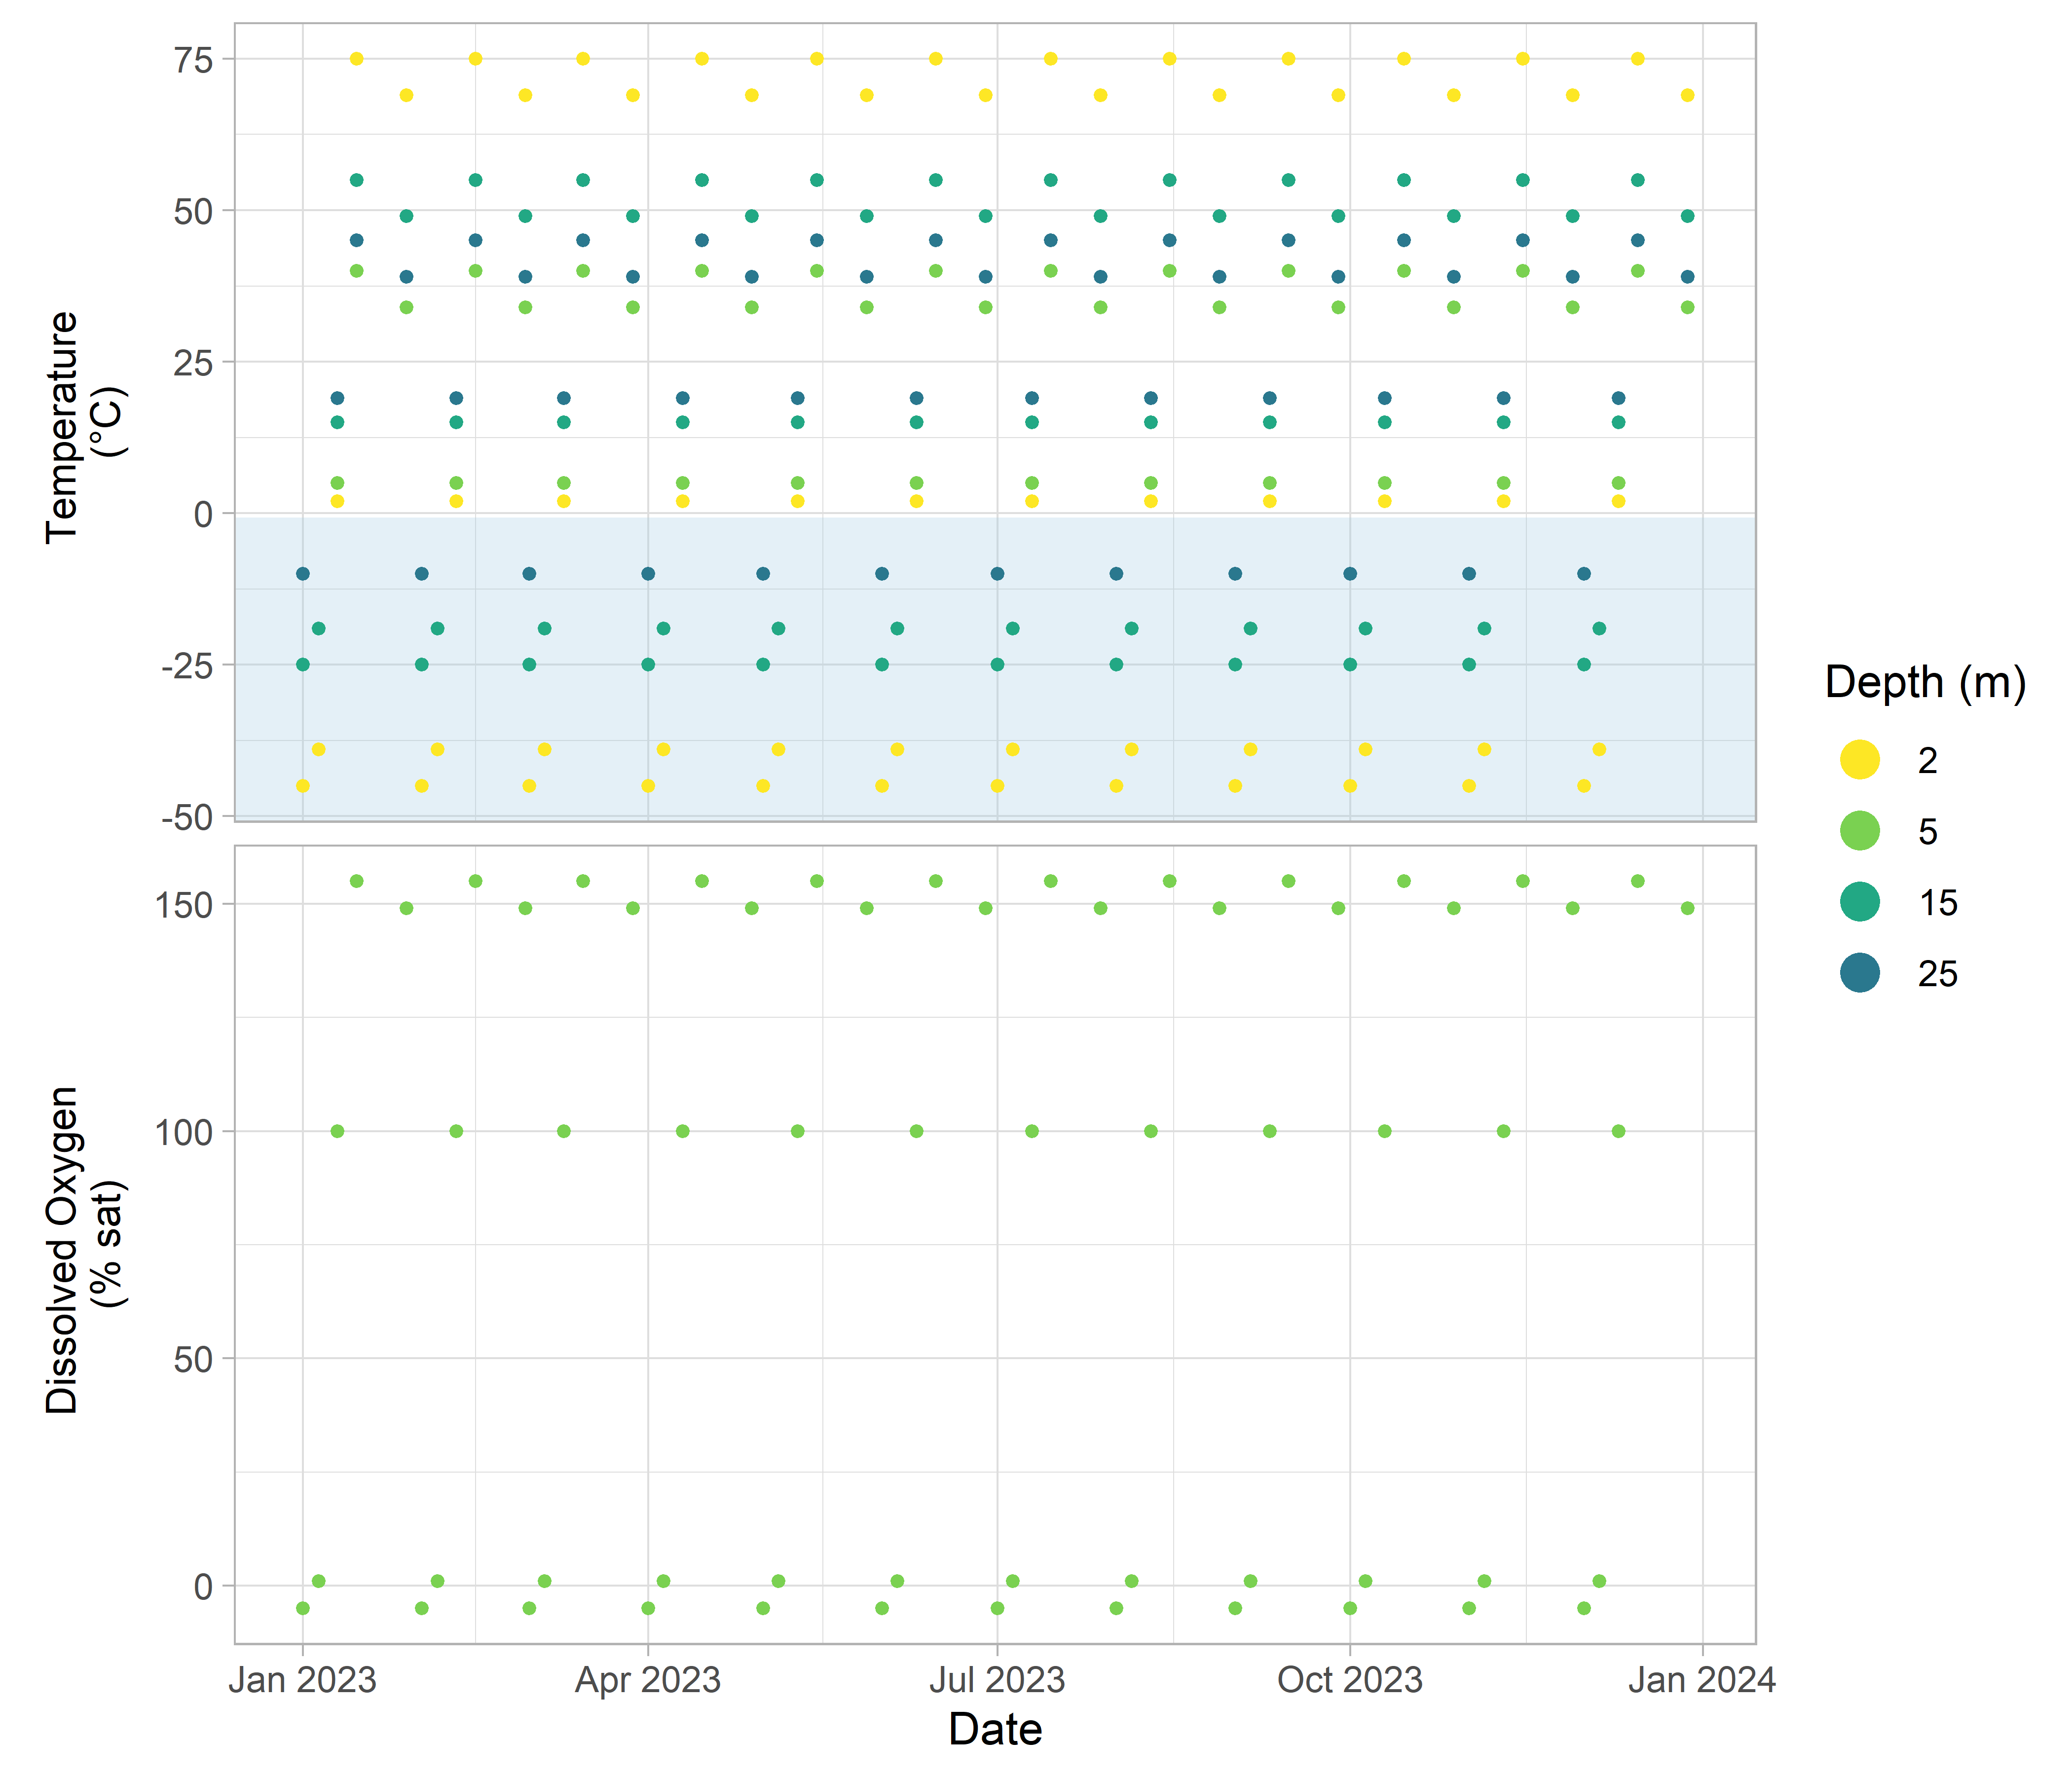 75
50
25
0
-25
-50
Temperature
(°C)
150
100
50
0
Dissolved Oxygen
(% sat)
Jan 2023
Apr 2023
Jul 2023
Oct 2023
Jan 2024
Date
Depth (m)
2
5
15
25